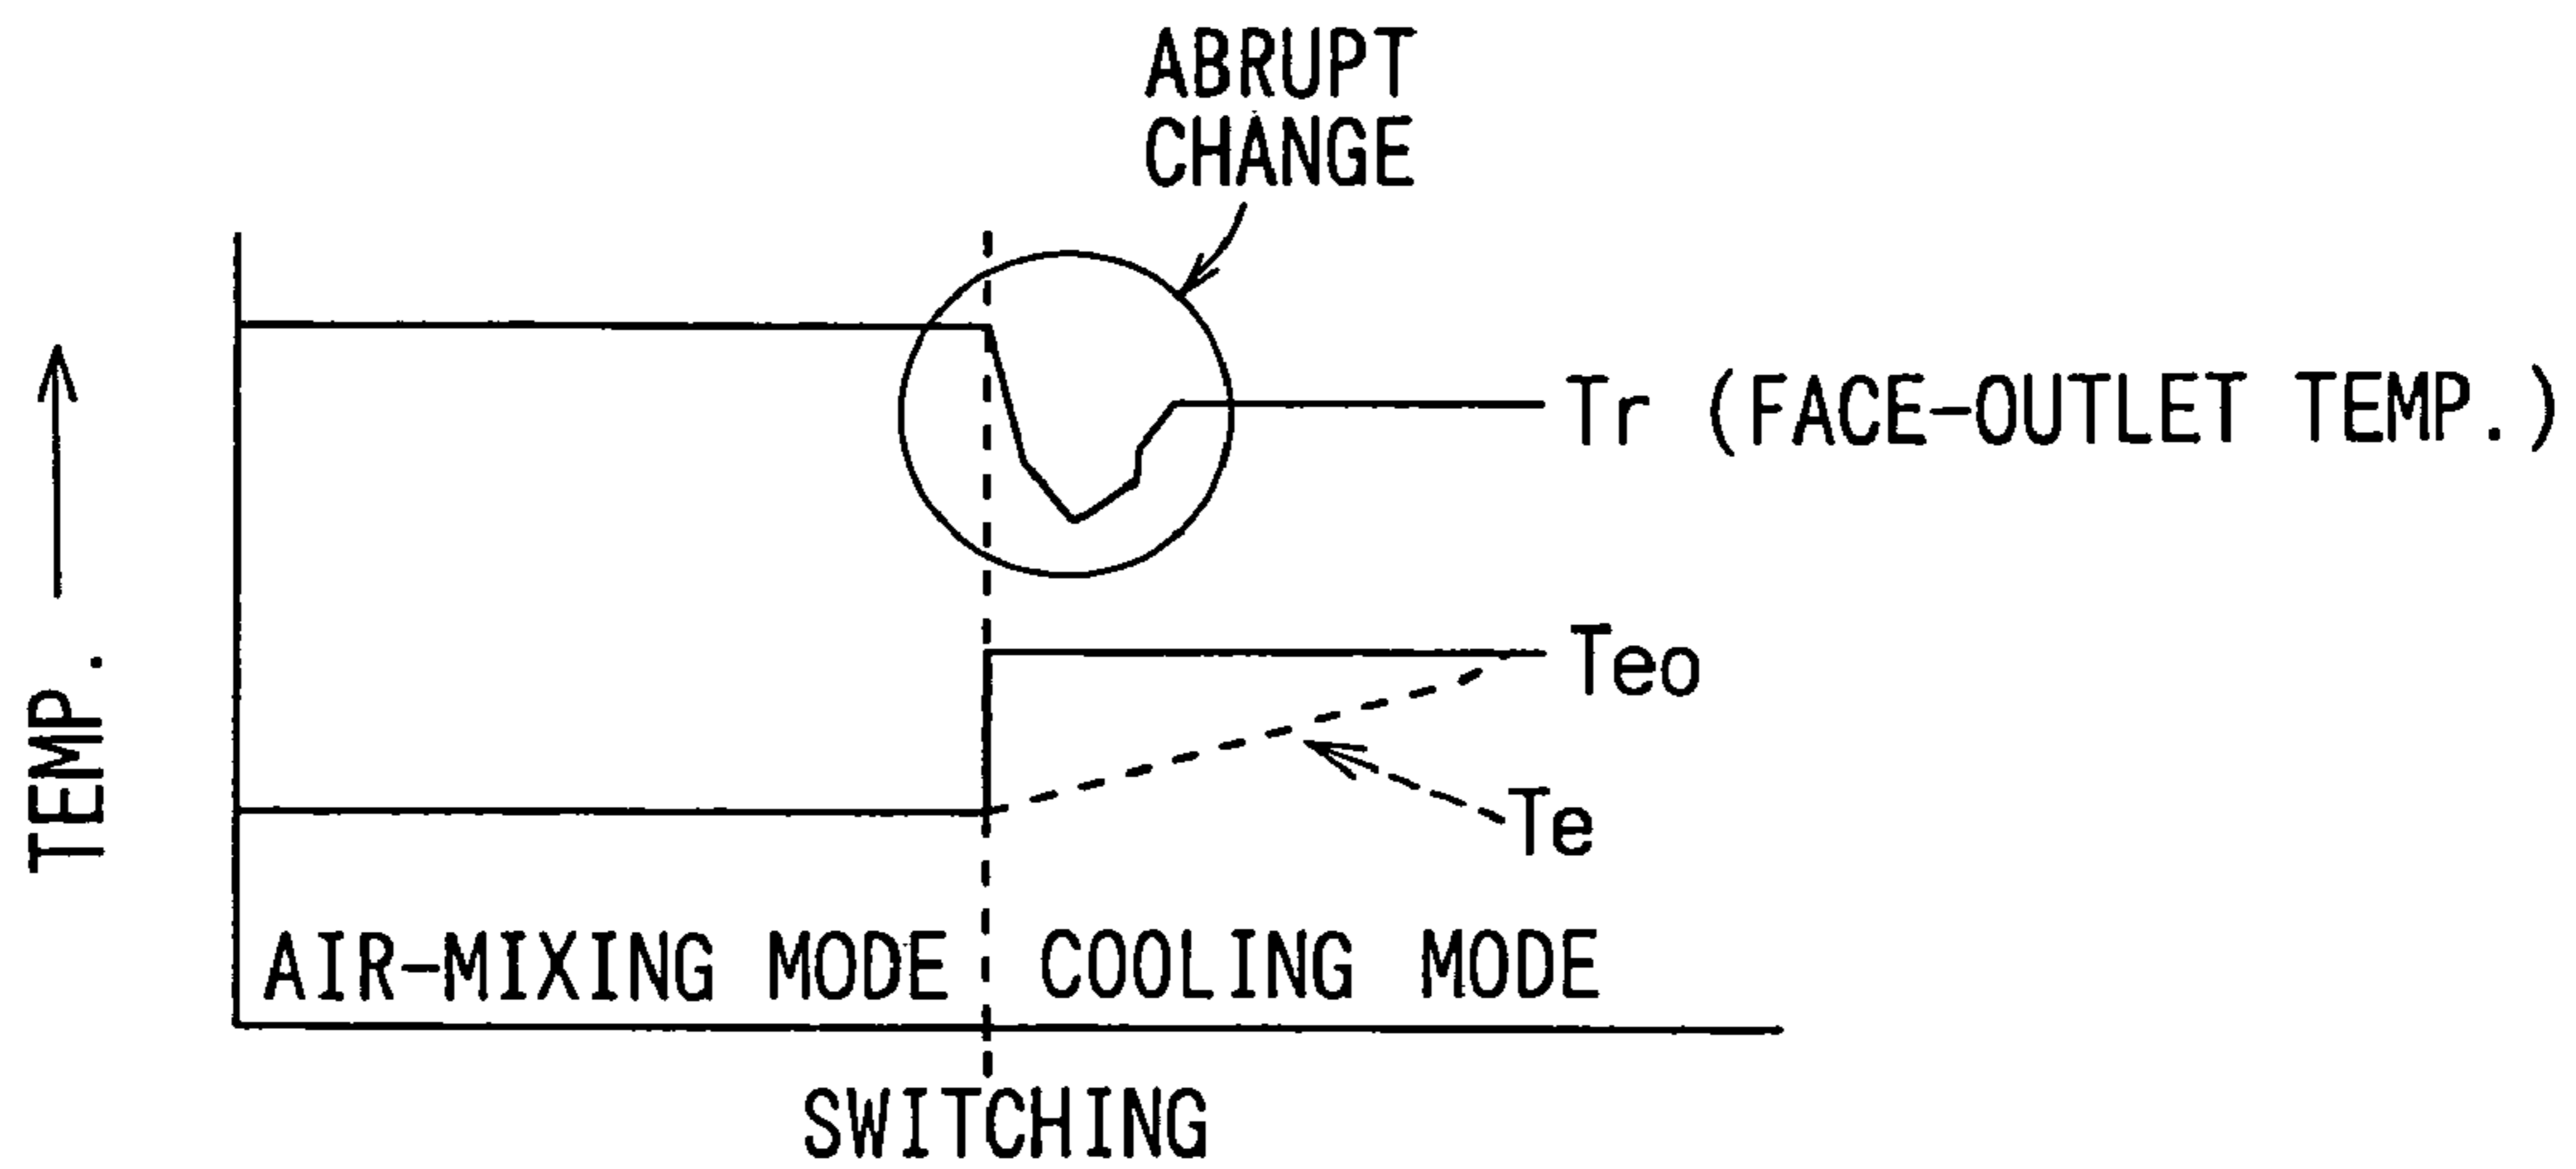 ABRUPT
CHANGE
Tr (FACE-OUTLET TEMP.)
TEMP.
Teo
Te
AIR-MIXING MODE
COOLING MODE
SWITCHING